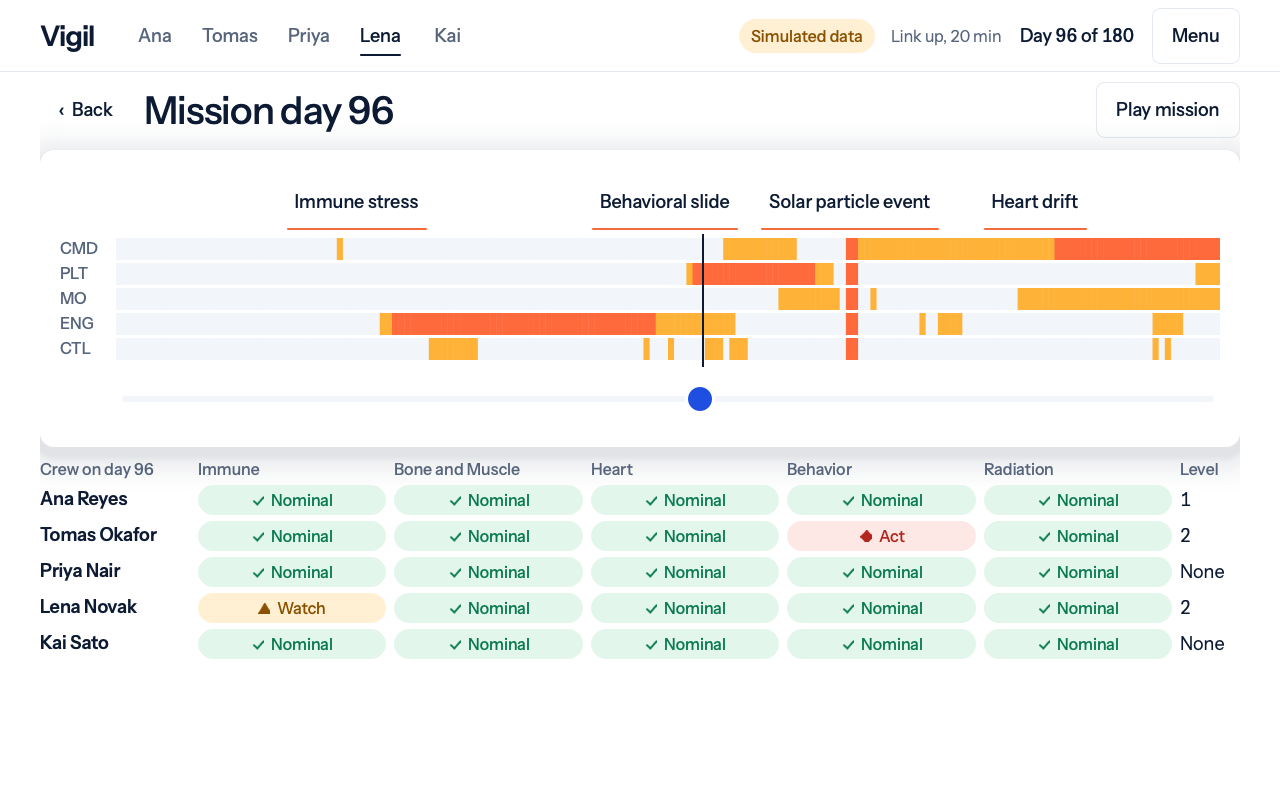 Vigil Ana Tomas Priya Lena Kai Simulated data Link up, 20 min Day 96 of 180 Menu
‹ Back Mission day 96 Play mission
Immune stress Behavioral slide Solar particle event Heart drift
CMD
PLT
MO
ENG
CTL
Crew on day 96 Immune Bone and Muscle Heart Behavior Radiation Level
Ana Reyes Nominal Nominal Nominal Nominal Nominal 1
Tomas Okafor Nominal Nominal Nominal Act Nominal 2
Priya Nair Nominal Nominal Nominal Nominal Nominal None
Lena Novak Watch Nominal Nominal Nominal Nominal 2
Kai Sato Nominal Nominal Nominal Nominal Nominal None